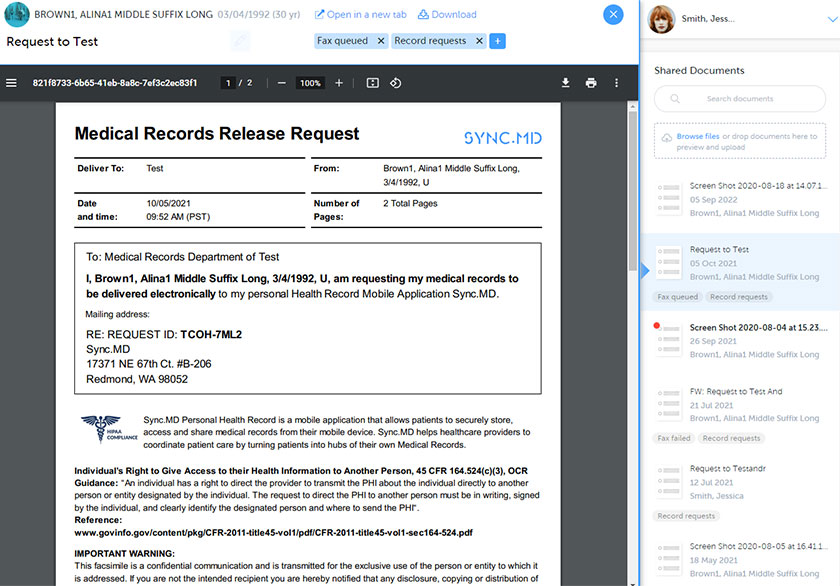 BROWN1, ALINA1 MIDDLE SUFFIX LONG 03/04/1992 (30 yr) Open in a new tab Download
Request to Test
Fax queued × Record requests × +
821f8733-6b65-41eb-8a8c-7ef3c2ec83f1 1 / 2 — 100% +
Medical Records Release Request
SYNC.MD
Deliver To: Test From: Brown1, Alina1 Middle Suffix Long,
3/4/1992, U
Date 10/05/2021 Number of 2 Total Pages
and time: 09:52 AM (PST) Pages:
To: Medical Records Department of Test
I, Brown1, Alina1 Middle Suffix Long, 3/4/1992, U, am requesting my medical records to
be delivered electronically to my personal Health Record Mobile Application Sync.MD.
Mailing address:
RE: REQUEST ID: TCOH-7ML2
Sync.MD
17371 NE 67th Ct. #B-206
Redmond, WA 98052
HIPAA
COMPLIANCE
Sync.MD Personal Health Record is a mobile application that allows patients to securely store,
access and share medical records from their mobile device. Sync.MD helps healthcare providers to
coordinate patient care by turning patients into hubs of their own Medical Records.
Individual's Right to Give Access to their Health Information to Another Person, 45 CFR 164.524(c)(3), OCR
Guidance: "An individual has a right to direct the provider to transmit the PHI about the individual directly to another
person or entity designated by the individual. The request to direct the PHI to another person must be in writing, signed
by the individual, and clearly identify the designated person and where to send the PHI".
Reference:
www.govinfo.gov/content/pkg/CFR-2011-title45-vol1/pdf/CFR-2011-title45-vol1-sec164-524.pdf
IMPORTANT WARNING:
This facsimile is a confidential communication and is transmitted for the exclusive use of the person or entity to which it
is addressed. If you are not the intended recipient you are hereby notified that any disclosure, copying or distribution of
Smith, Jess...
Shared Documents
Search documents
Browse files or drop documents here to
preview and upload
Screen Shot 2020-08-18 at 14.07.1...
05 Sep 2022
Brown1, Alina1 Middle Suffix Long
Request to Test
05 Oct 2021
Brown1, Alina1 Middle Suffix Long
Fax queued Record requests
Screen Shot 2020-08-04 at 15.23....
26 Sep 2021
Brown1, Alina1 Middle Suffix Long
FW: Request to Test And
21 Jul 2021
Brown1, Alina1 Middle Suffix Long
Fax failed Record requests
Request to Testandr
12 Jul 2021
Smith, Jessica
Record requests
Screen Shot 2020-08-05 at 16.41.1...
18 May 2021
Brown1, Alina1 Middle Suffix Long